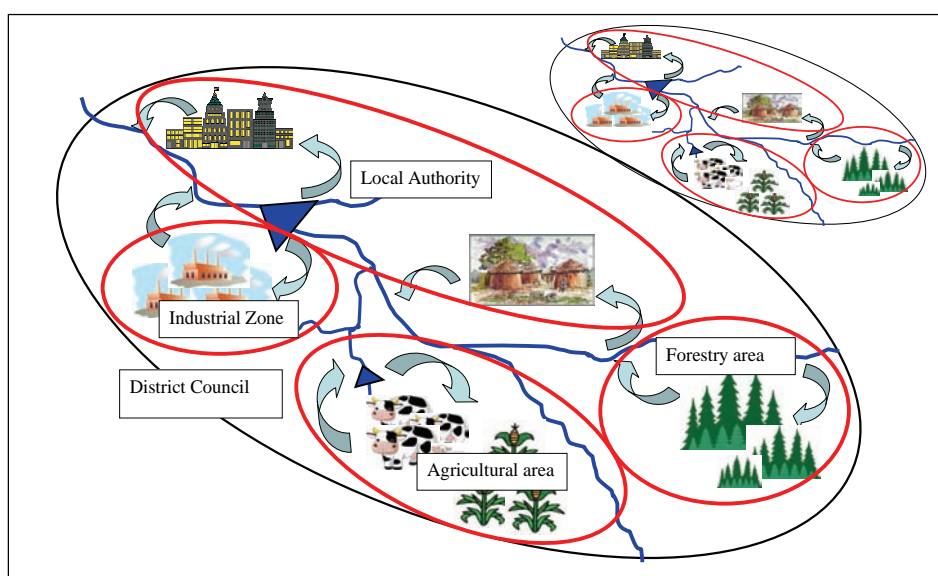 Local Authority
Industrial Zone
Forestry area
District Council
Agricultural area